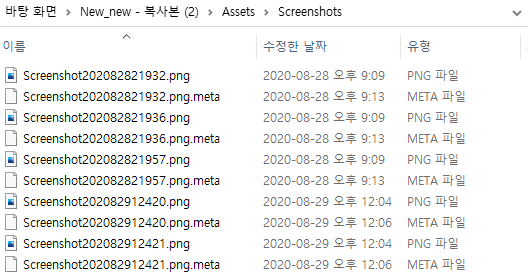 바탕 화면 > New_new - 복사본 (2) > Assets > Screenshots
이름 수정한 날짜 유형
Screenshot202082821932.png 2020-08-28 오후 9:09 PNG 파일
Screenshot202082821932.png.meta 2020-08-28 오후 9:13 META 파일
Screenshot202082821936.png 2020-08-28 오후 9:09 PNG 파일
Screenshot202082821936.png.meta 2020-08-28 오후 9:13 META 파일
Screenshot202082821957.png 2020-08-28 오후 9:09 PNG 파일
Screenshot202082821957.png.meta 2020-08-28 오후 9:13 META 파일
Screenshot202082912420.png 2020-08-29 오후 12:04 PNG 파일
Screenshot202082912420.png.meta 2020-08-29 오후 12:06 META 파일
Screenshot202082912421.png 2020-08-29 오후 12:04 PNG 파일
Screenshot202082912421.png.meta 2020-08-29 오후 12:06 META 파일